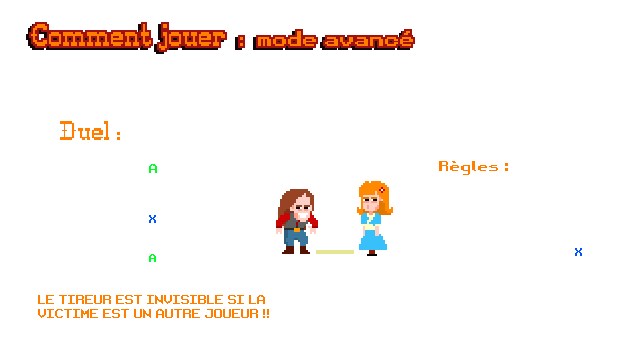 Comment jouer : mode avancé
Duel :
Règles :
A
X
X
A
LE TIREUR EST INVISIBLE SI LA
VICTIME EST UN AUTRE JOUEUR !!